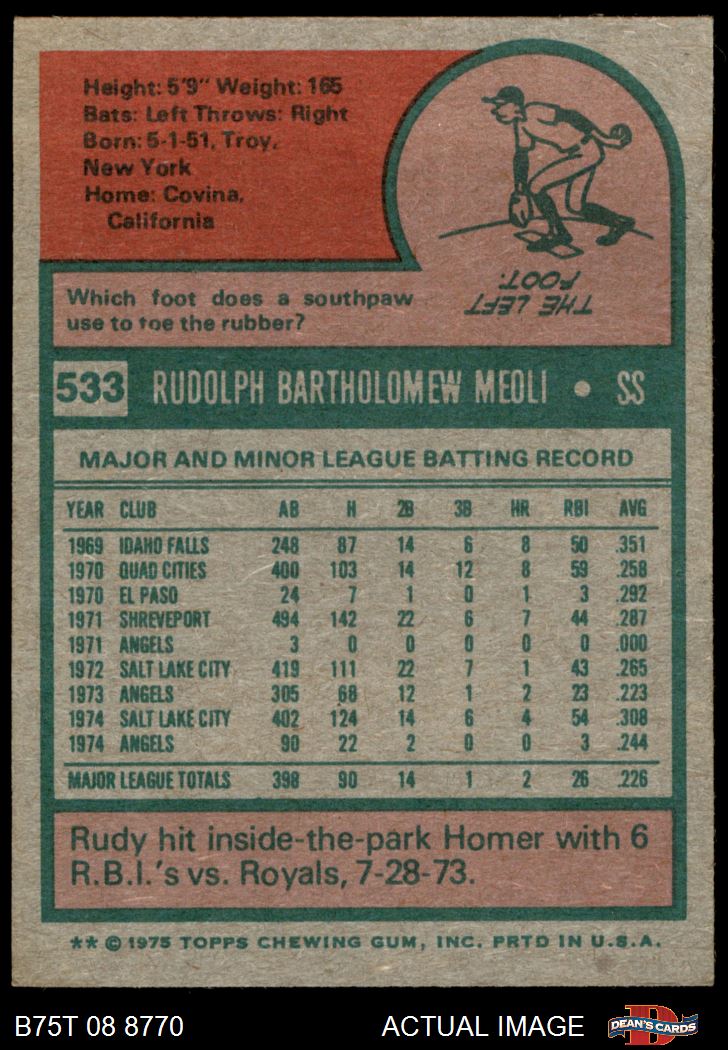 Height: 5'9" Weight: 165
Bats: Left Throws: Right
Born: 5-1-51, Troy,
New York
Home: Covina,
California
Which foot does a southpaw
use to toe the rubber?
THE LEFT
FOOT.
533 RUDOLPH BARTHOLOMEW MEOLI • SS
MAJOR AND MINOR LEAGUE BATTING RECORD
YEAR CLUB AB H 2B 3B HR RBI AVG
1969 IDAHO FALLS 248 87 14 6 8 50 .351
1970 QUAD CITIES 400 103 14 12 8 59 .258
1970 EL PASO 24 7 1 0 1 3 .292
1971 SHREVEPORT 494 142 22 6 7 44 .287
1971 ANGELS 3 0 0 0 0 0 .000
1972 SALT LAKE CITY 419 111 22 7 1 43 .265
1973 ANGELS 305 68 12 1 2 23 .223
1974 SALT LAKE CITY 402 124 14 6 4 54 .308
1974 ANGELS 90 22 2 0 0 3 .244
MAJOR LEAGUE TOTALS 398 90 14 1 2 26 .226
Rudy hit inside-the-park Homer with 6
R.B.I.'s vs. Royals, 7-28-73.
** © 1975 TOPPS CHEWING GUM, INC. PRTD IN U.S.A.
B75T 08 8770 ACTUAL IMAGE D DEAN'S CARDS